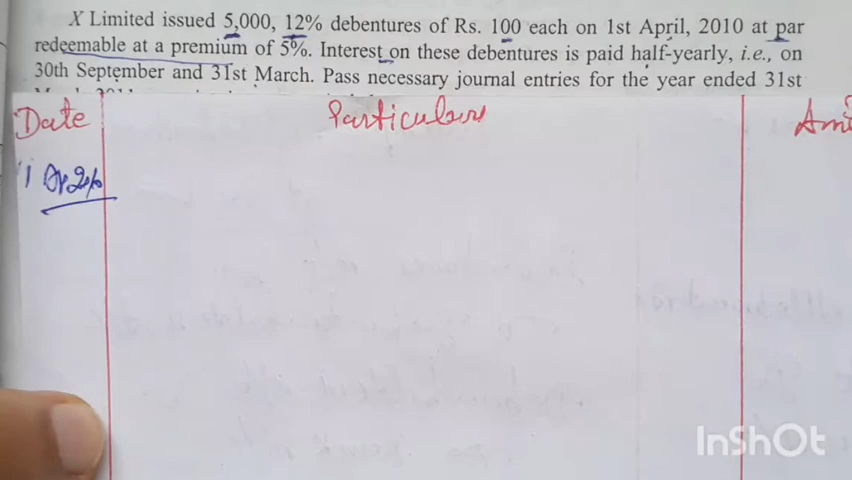 X Limited issued 5,000, 12% debentures of Rs. 100 each on 1st April, 2010 at par
redeemable at a premium of 5%. Interest on these debentures is paid half-yearly, i.e., on
30th September and 31st March. Pass necessary journal entries for the year ended 31st
Date Particulars Am
1
InShOt